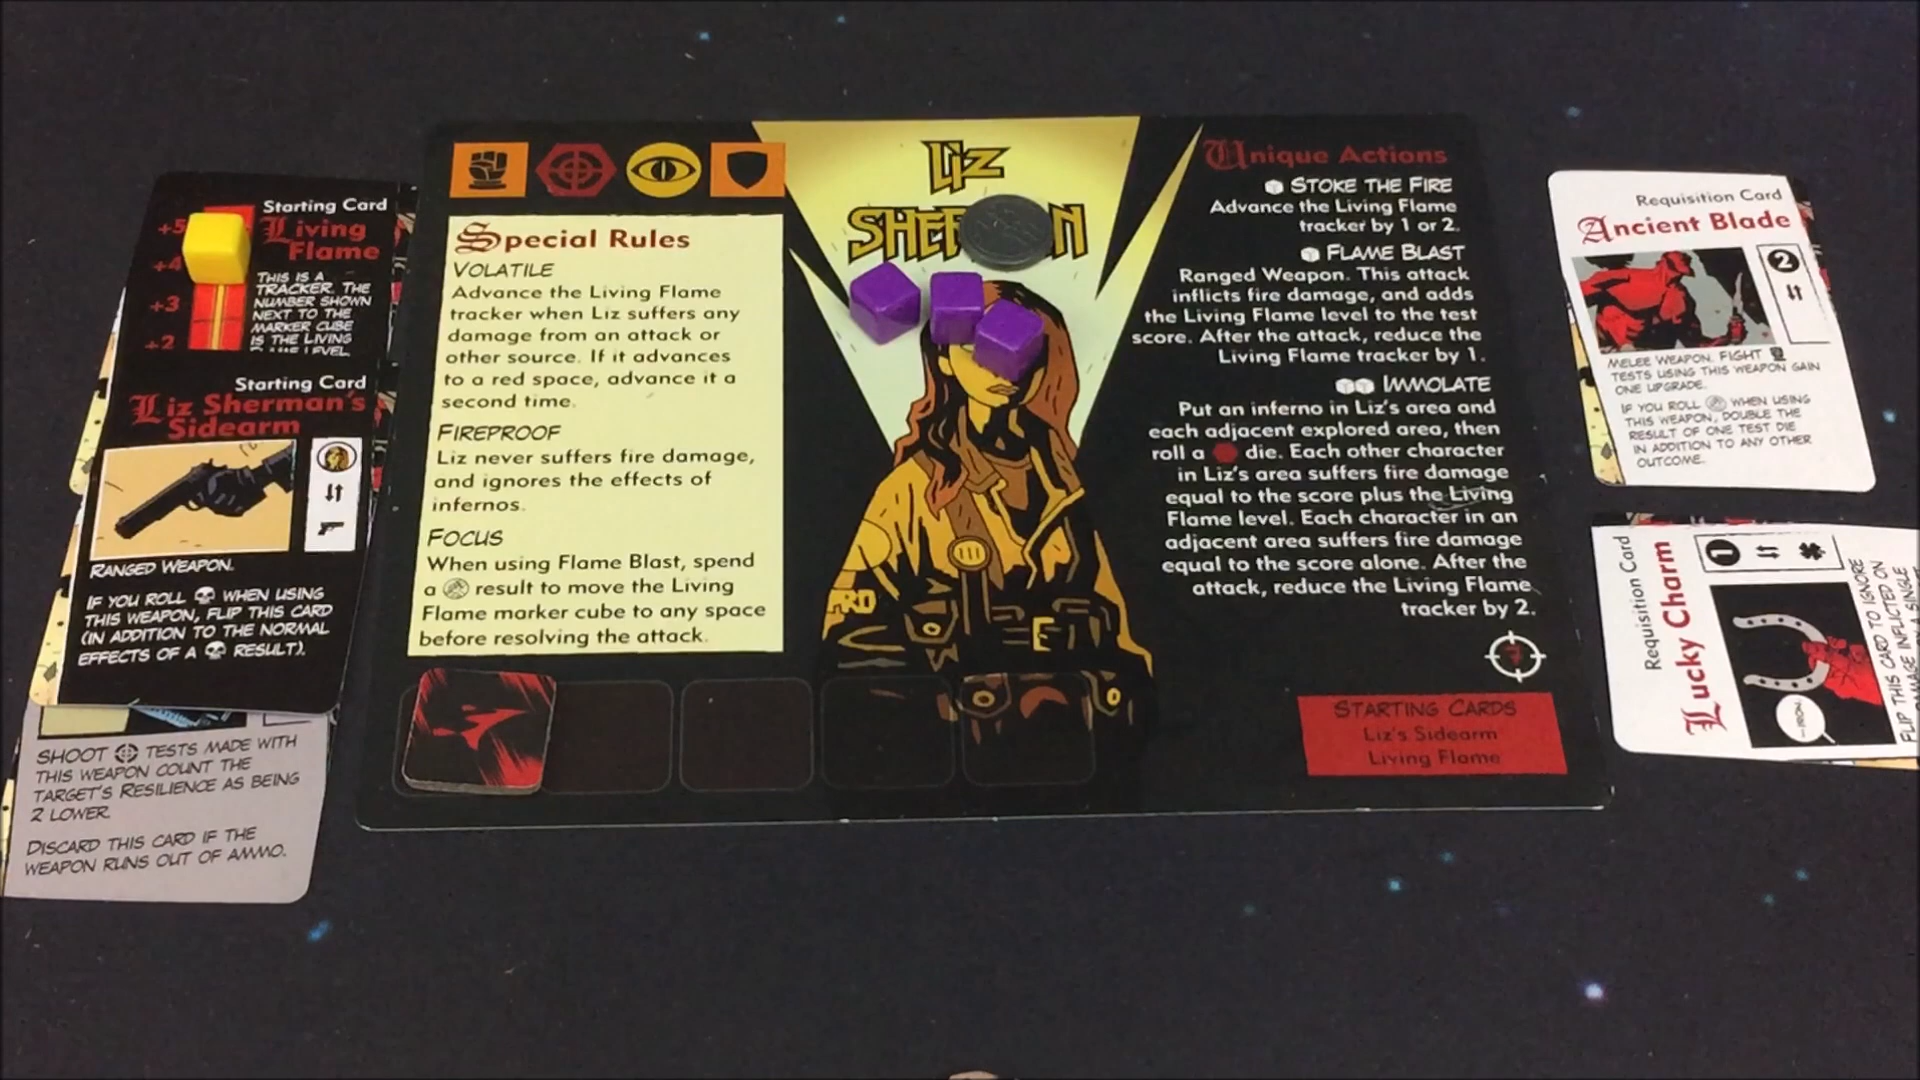 Starting Card
Living
Flame
+5
+4
+3
+2
THIS IS A
TRACKER. THE
NUMBER SHOWN
NEXT TO THE
MARKER CUBE
IS THE LIVING
LEVEL.
Starting Card
Liz Sherman's
Sidearm
RANGED WEAPON.
IF YOU ROLL WHEN USING
THIS WEAPON, FLIP THIS CARD
(IN ADDITION TO THE NORMAL
EFFECTS OF A RESULT).
SHOOT TESTS MADE WITH
THIS WEAPON COUNT THE
TARGET'S RESILIENCE AS BEING
2 LOWER.
DISCARD THIS CARD IF THE
WEAPON RUNS OUT OF AMMO.
Special Rules
VOLATILE
Advance the Living Flame
tracker when Liz suffers any
damage from an attack or
other source. If it advances
to a red space, advance it a
second time.
FIREPROOF
Liz never suffers fire damage,
and ignores the effects of
infernos.
FOCUS
When using Flame Blast, spend
a result to move the Living
Flame marker cube to any space
before resolving the attack.
Liz
Unique Actions
STOKE THE FIRE
Advance the Living Flame
tracker by 1 or 2.
FLAME BLAST
Ranged Weapon. This attack
inflicts fire damage, and adds
the Living Flame level to the test
score. After the attack, reduce the
Living Flame tracker by 1.
IMMOLATE
Put an inferno in Liz's area and
each adjacent explored area, then
roll a die. Each other character
in Liz's area suffers fire damage
equal to the score plus the Living
Flame level. Each character in an
adjacent area suffers fire damage
equal to the score alone. After the
attack, reduce the Living Flame
tracker by 2.
STARTING CARDS
Liz's Sidearm
Living Flame
Requisition Card
Ancient Blade
2
MELEE WEAPON. FIGHT
TESTS USING THIS WEAPON GAIN
ONE UPGRADE.
IF YOU ROLL WHEN USING
THIS WEAPON, DOUBLE THE
RESULT OF ONE TEST DIE
IN ADDITION TO ANY OTHER
OUTCOME.
Requisition Card
Lucky Charm
1
FLIP THIS CARD TO IGNORE